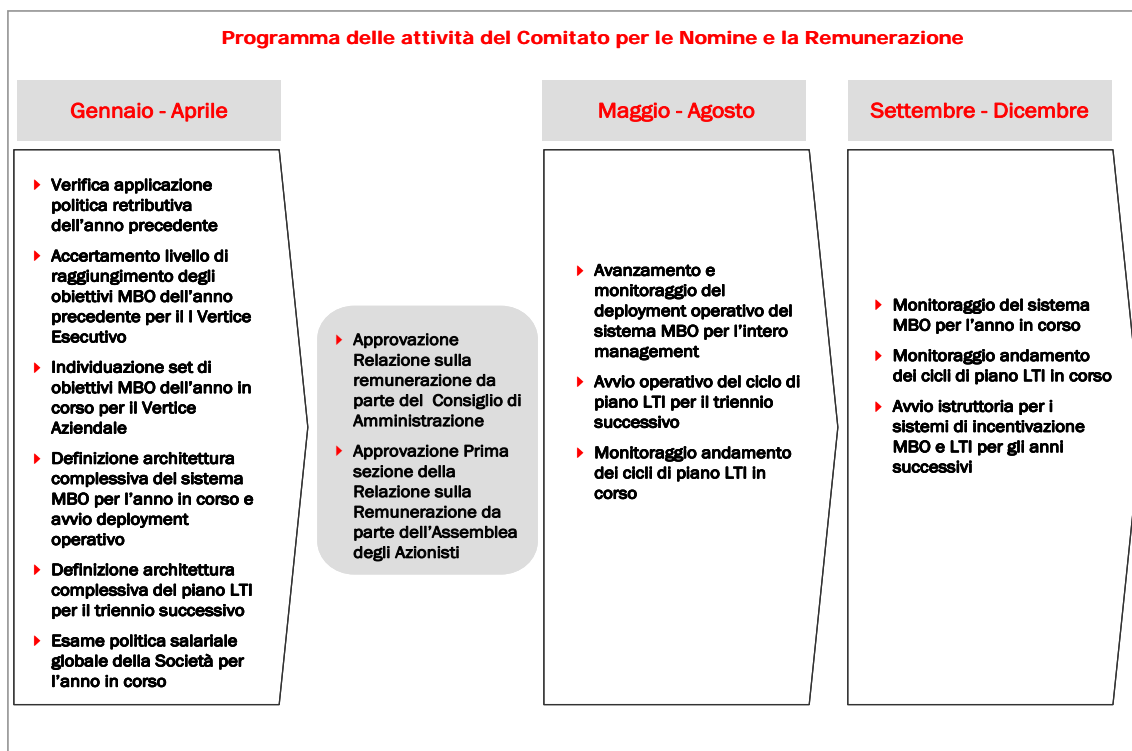 Programma delle attività del Comitato per le Nomine e la Remunerazione
Gennaio - Aprile
Verifica applicazione
politica retributiva
dell'anno precedente
Accertamento livello di
raggiungimento degli
obiettivi MBO dell'anno
precedente per il I Vertice
Esecutivo
Individuazione set di
obiettivi MBO dell'anno in
corso per il Vertice
Aziendale
Definizione architettura
complessiva del sistema
MBO per l'anno in corso e
avvio deployment
operativo
Definizione architettura
complessiva del piano LTI
per il triennio successivo
Esame politica salariale
globale della Società per
l'anno in corso
Approvazione
Relazione sulla
remunerazione da
parte del Consiglio di
Amministrazione
Approvazione Prima
sezione della
Relazione sulla
Remunerazione da
parte dell'Assemblea
degli Azionisti
Maggio - Agosto
Avanzamento e
monitoraggio del
deployment operativo del
sistema MBO per l'intero
management
Avvio operativo del ciclo di
piano LTI per il triennio
successivo
Monitoraggio andamento
dei cicli di piano LTI in
corso
Settembre - Dicembre
Monitoraggio del sistema
MBO per l'anno in corso
Monitoraggio andamento
dei cicli di piano LTI in corso
Avvio istruttoria per i
sistemi di incentivazione
MBO e LTI per gli anni
successivi